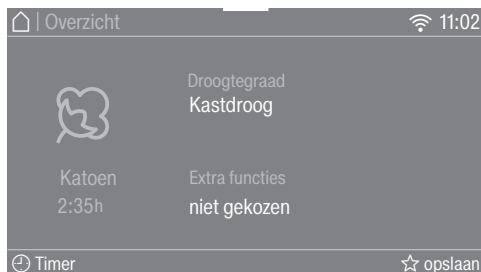 | Overzicht
11:02
Droogtegraad
Kastdroog
Katoen
2:35h
Extra functies
niet gekozen
Timer
opslaan